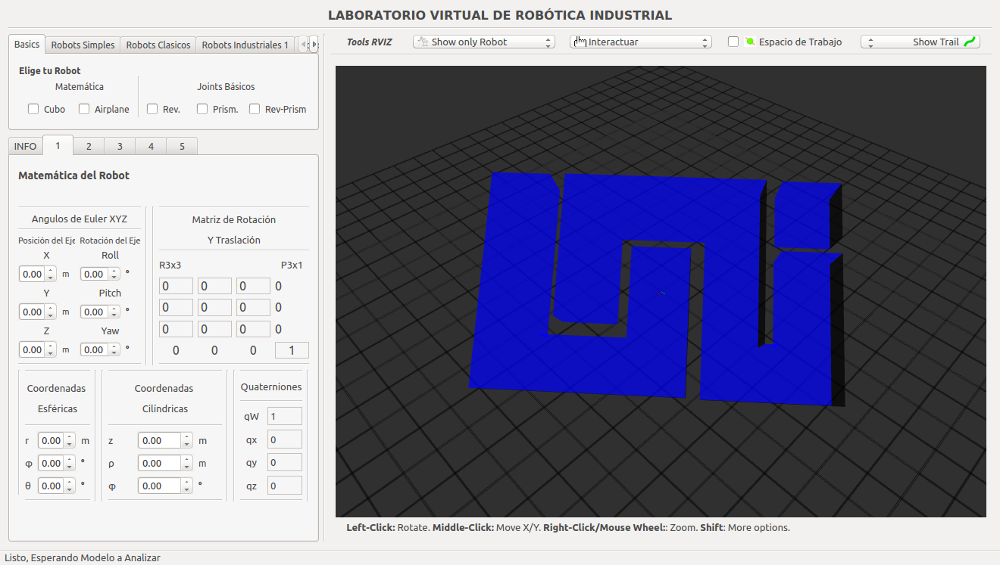 LABORATORIO VIRTUAL DE ROBÓTICA INDUSTRIAL
Basics Robots Simples Robots Clasicos Robots Industriales 1
Tools RVIZ Show only Robot Interactuar Espacio de Trabajo Show Trail
Elige tu Robot
Matemática Joints Básicos
Cubo Airplane Rev. Prism. Rev-Prism
INFO 1 2 3 4 5
Matemática del Robot
Angulos de Euler XYZ
Posición del Eje Rotación del Eje
X Roll
0.00 m 0.00 °
Y Pitch
0.00 m 0.00 °
Z Yaw
0.00 m 0.00 °
Matriz de Rotación
Y Traslación
R3x3 P3x1
0 0 0 0
0 0 0 0
0 0 0 0
0 0 0 1
Coordenadas
Esféricas
r 0.00 m
φ 0.00 °
θ 0.00 °
Coordenadas
Cilíndricas
z 0.00 m
ρ 0.00 m
φ 0.00 °
Quaterniones
qW 1
qx 0
qy 0
qz 0
Left-Click: Rotate. Middle-Click: Move X/Y. Right-Click/Mouse Wheel:: Zoom. Shift: More options.
Listo, Esperando Modelo a Analizar